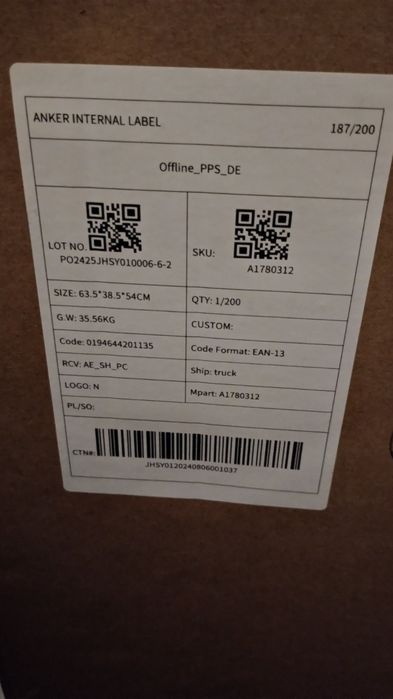 ANKER INTERNAL LABEL
187/200
Offline_PPS_DE
LOT NO.
PO2425JHSY010006-6-2
SKU:
A1780312
SIZE: 63.5*38.5*54CM
QTY: 1/200
G.W: 35.56KG
CUSTOM:
Code: 0194644201135
Code Format: EAN-13
RCV: AE_SH_PC
Ship: truck
LOGO: N
Mpart: A1780312
PL/SO:
CTN#:
JHSY0120240806001037